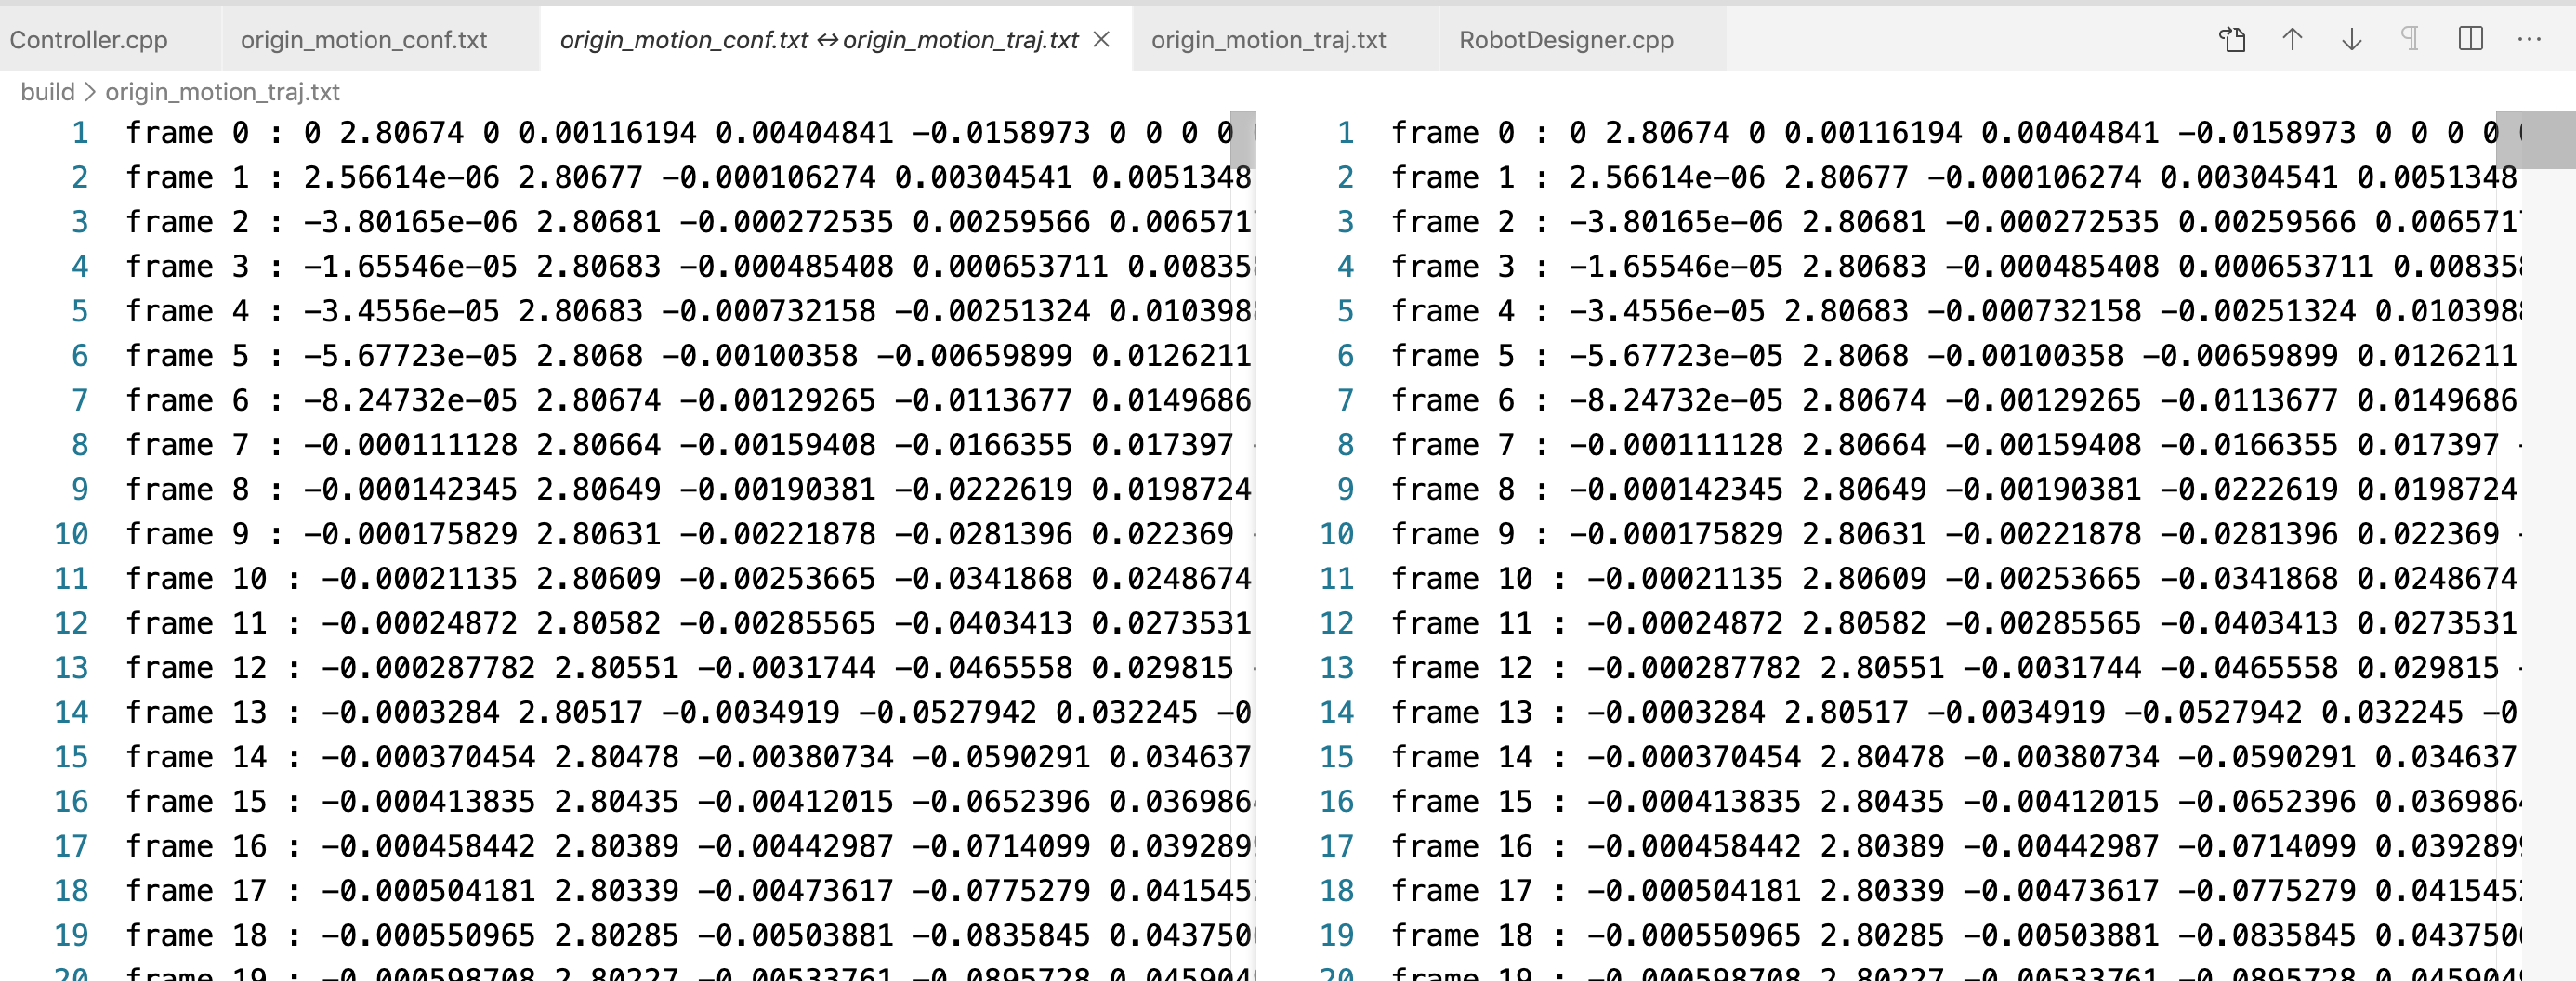 Controller.cpp origin_motion_conf.txt origin_motion_conf.txt ↔ origin_motion_traj.txt × origin_motion_traj.txt RobotDesigner.cpp
build > origin_motion_traj.txt
1 frame 0 : 0 2.80674 0 0.00116194 0.00404841 -0.0158973 0 0 0 0
2 frame 1 : 2.56614e-06 2.80677 -0.000106274 0.00304541 0.0051348
3 frame 2 : -3.80165e-06 2.80681 -0.000272535 0.00259566 0.006571
4 frame 3 : -1.65546e-05 2.80683 -0.000485408 0.000653711 0.00835
5 frame 4 : -3.4556e-05 2.80683 -0.000732158 -0.00251324 0.010398
6 frame 5 : -5.67723e-05 2.8068 -0.00100358 -0.00659899 0.0126211
7 frame 6 : -8.24732e-05 2.80674 -0.00129265 -0.0113677 0.0149686
8 frame 7 : -0.000111128 2.80664 -0.00159408 -0.0166355 0.017397 -
9 frame 8 : -0.000142345 2.80649 -0.00190381 -0.0222619 0.0198724
10 frame 9 : -0.000175829 2.80631 -0.00221878 -0.0281396 0.022369 -
11 frame 10 : -0.00021135 2.80609 -0.00253665 -0.0341868 0.0248674
12 frame 11 : -0.00024872 2.80582 -0.00285565 -0.0403413 0.0273531
13 frame 12 : -0.000287782 2.80551 -0.0031744 -0.0465558 0.029815 -
14 frame 13 : -0.0003284 2.80517 -0.0034919 -0.0527942 0.032245 -0
15 frame 14 : -0.000370454 2.80478 -0.00380734 -0.0590291 0.034637
16 frame 15 : -0.000413835 2.80435 -0.00412015 -0.0652396 0.036986
17 frame 16 : -0.000458442 2.80389 -0.00442987 -0.0714099 0.039289
18 frame 17 : -0.000504181 2.80339 -0.00473617 -0.0775279 0.041545
19 frame 18 : -0.000550965 2.80285 -0.00503881 -0.0835845 0.043750
20 frame 19 : -0.000598708 2.80227 -0.00533761 -0.0895728 0.045904
1 frame 0 : 0 2.80674 0 0.00116194 0.00404841 -0.0158973 0 0 0 0
2 frame 1 : 2.56614e-06 2.80677 -0.000106274 0.00304541 0.0051348
3 frame 2 : -3.80165e-06 2.80681 -0.000272535 0.00259566 0.006571
4 frame 3 : -1.65546e-05 2.80683 -0.000485408 0.000653711 0.00835
5 frame 4 : -3.4556e-05 2.80683 -0.000732158 -0.00251324 0.010398
6 frame 5 : -5.67723e-05 2.8068 -0.00100358 -0.00659899 0.0126211
7 frame 6 : -8.24732e-05 2.80674 -0.00129265 -0.0113677 0.0149686
8 frame 7 : -0.000111128 2.80664 -0.00159408 -0.0166355 0.017397 -
9 frame 8 : -0.000142345 2.80649 -0.00190381 -0.0222619 0.0198724
10 frame 9 : -0.000175829 2.80631 -0.00221878 -0.0281396 0.022369 -
11 frame 10 : -0.00021135 2.80609 -0.00253665 -0.0341868 0.0248674
12 frame 11 : -0.00024872 2.80582 -0.00285565 -0.0403413 0.0273531
13 frame 12 : -0.000287782 2.80551 -0.0031744 -0.0465558 0.029815 -
14 frame 13 : -0.0003284 2.80517 -0.0034919 -0.0527942 0.032245 -0
15 frame 14 : -0.000370454 2.80478 -0.00380734 -0.0590291 0.034637
16 frame 15 : -0.000413835 2.80435 -0.00412015 -0.0652396 0.036986
17 frame 16 : -0.000458442 2.80389 -0.00442987 -0.0714099 0.039289
18 frame 17 : -0.000504181 2.80339 -0.00473617 -0.0775279 0.041545
19 frame 18 : -0.000550965 2.80285 -0.00503881 -0.0835845 0.043750
20 frame 19 : -0.000598708 2.80227 -0.00533761 -0.0895728 0.045904